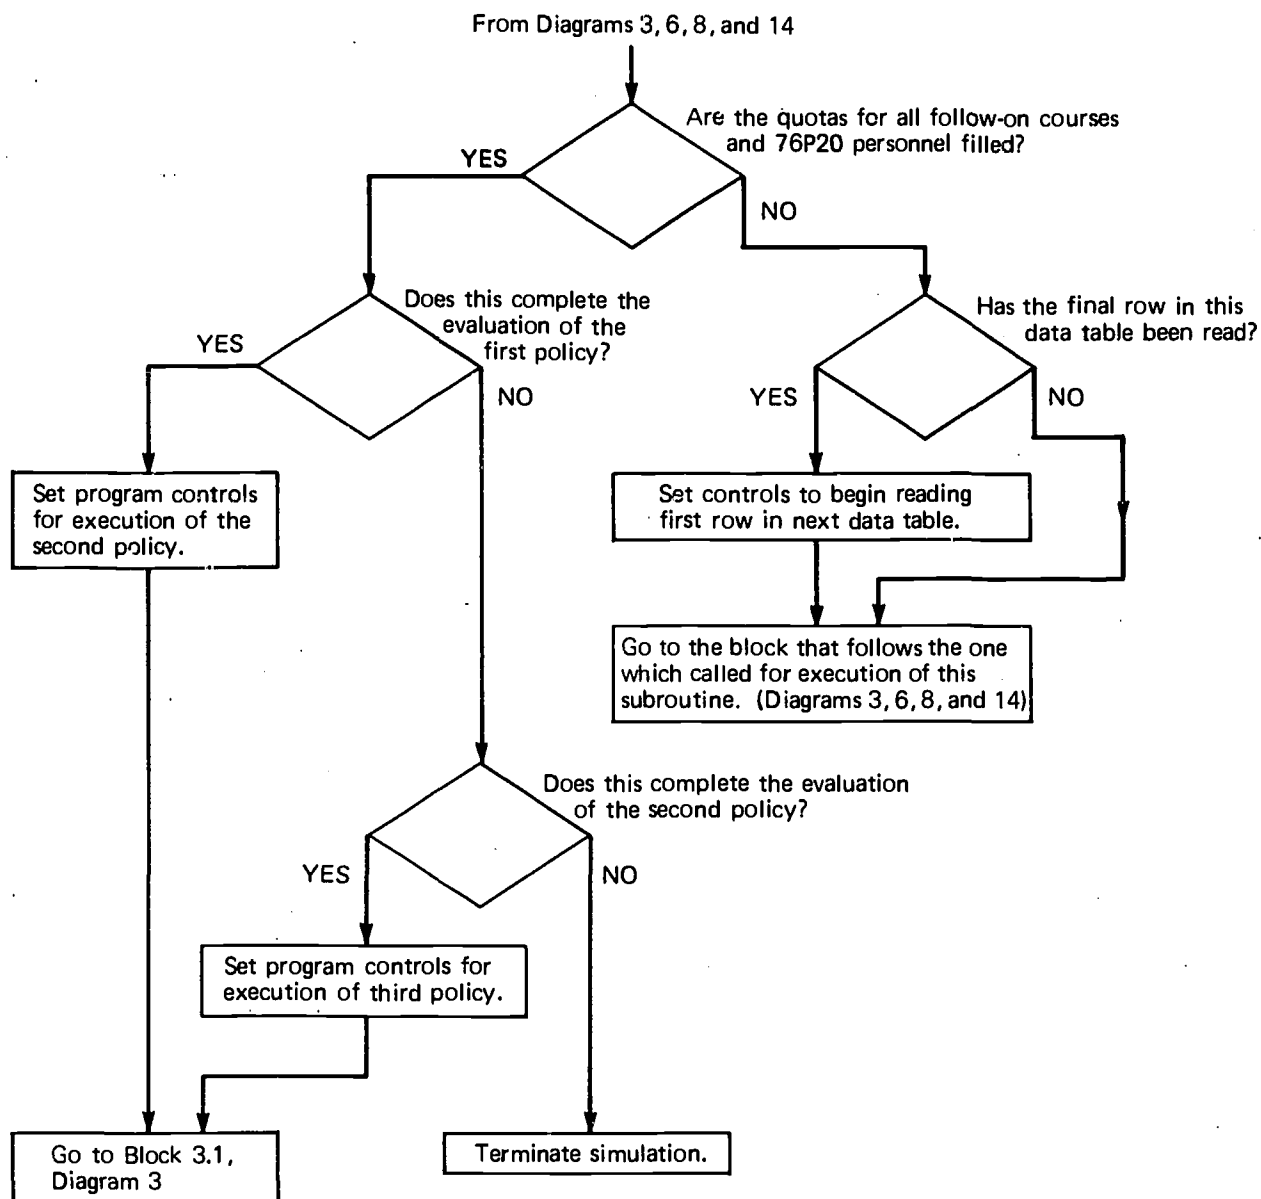 From Diagrams 3, 6, 8, and 14
Are the quotas for all follow-on courses
and 76P20 personnel filled?
YES
NO
Does this complete the
evaluation of the
first policy?
YES
NO
Has the final row in this
data table been read?
YES
NO
Set program controls
for execution of the
second policy.
Set controls to begin reading
first row in next data table.
Go to the block that follows the one
which called for execution of this
subroutine. (Diagrams 3, 6, 8, and 14)
Does this complete the evaluation
of the second policy?
YES
NO
Set program controls for
execution of third policy.
Go to Block 3.1,
Diagram 3
Terminate simulation.